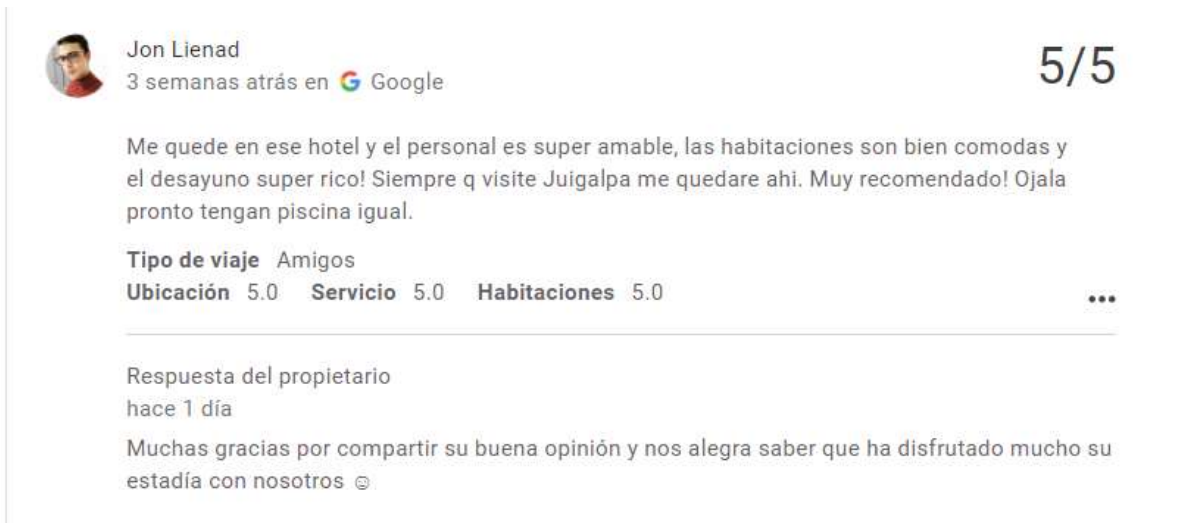 Jon Lienad
5/5
3 semanas atrás en Google
Me quede en ese hotel y el personal es super amable, las habitaciones son bien comodas y
el desayuno super rico! Siempre q visite Juigalpa me quedare ahi. Muy recomendado! Ojala
pronto tengan piscina igual.
Tipo de viaje Amigos
Ubicación 5.0 Servicio 5.0 Habitaciones 5.0
Respuesta del propietario
hace 1 día
Muchas gracias por compartir su buena opinión y nos alegra saber que ha disfrutado mucho su
estadía con nosotros ☺